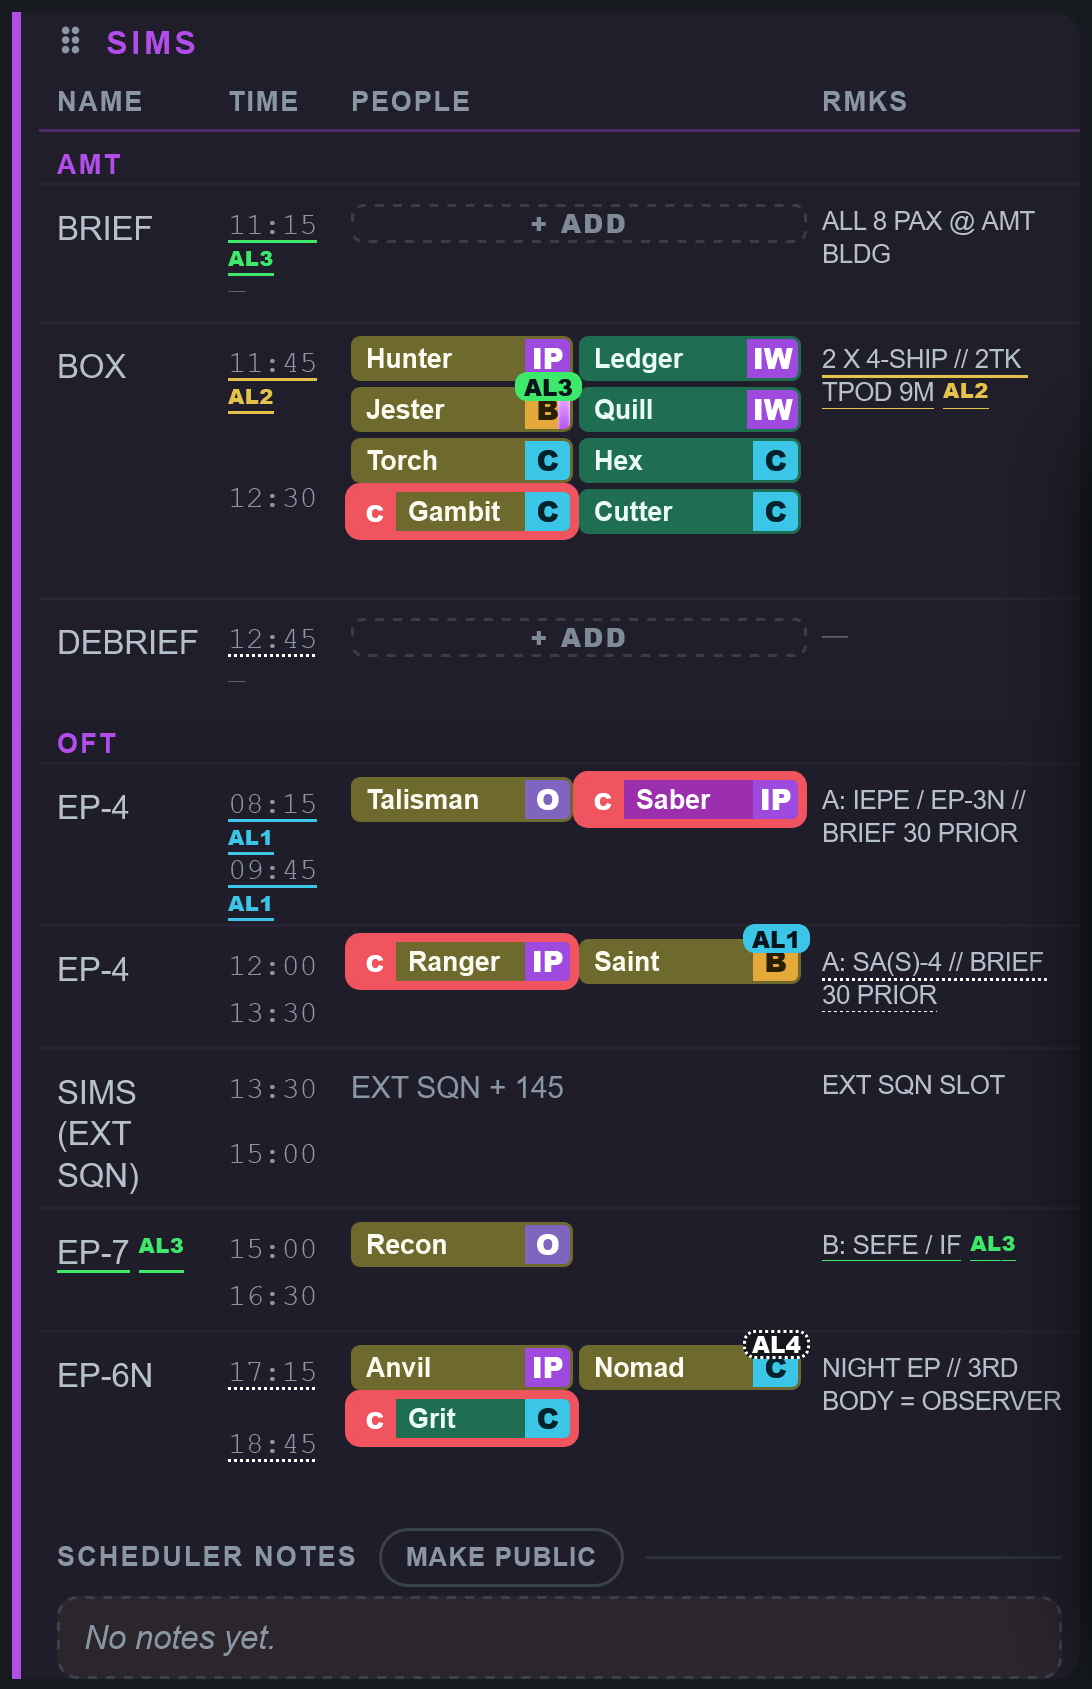 SIMS
NAME TIME PEOPLE RMKS
AMT
BRIEF 11:15 + ADD ALL 8 PAX @ AMT
AL3 BLDG
—
BOX 11:45 Hunter IP Ledger IW 2 X 4-SHIP // 2TK
AL2 Jester AL3 B Quill IW TPOD 9M AL2
Torch C Hex C
12:30 C Gambit C Cutter C
DEBRIEF 12:45 + ADD —
—
OFT
EP-4 08:15 Talisman O C Saber IP A: IEPE / EP-3N //
AL1 BRIEF 30 PRIOR
09:45
AL1
EP-4 12:00 C Ranger IP Saint AL1 B A: SA(S)-4 // BRIEF
13:30 30 PRIOR
SIMS 13:30 EXT SQN + 145 EXT SQN SLOT
(EXT
15:00
SQN)
EP-7 AL3 15:00 Recon O B: SEFE / IF AL3
16:30
EP-6N 17:15 Anvil IP Nomad AL4 C NIGHT EP // 3RD
C Grit C BODY = OBSERVER
18:45
SCHEDULER NOTES MAKE PUBLIC
No notes yet.